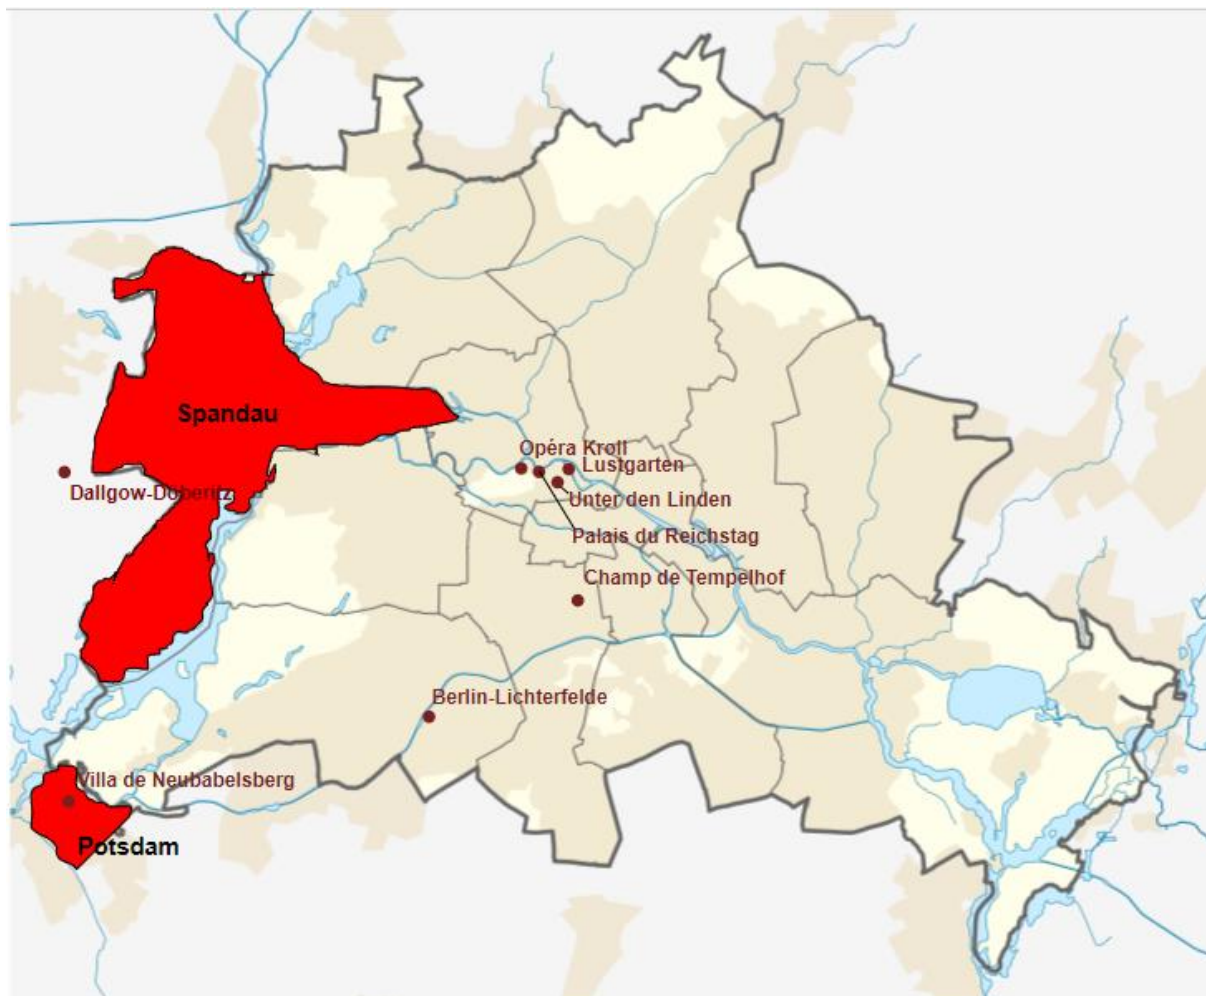 Spandau
Opéra Kroll
Lustgarten
Dallgow-Döberitz
Unter den Linden
Palais du Reichstag
Champ de Tempelhof
Berlin-Lichterfelde
Villa de Neubabelsberg
Potsdam